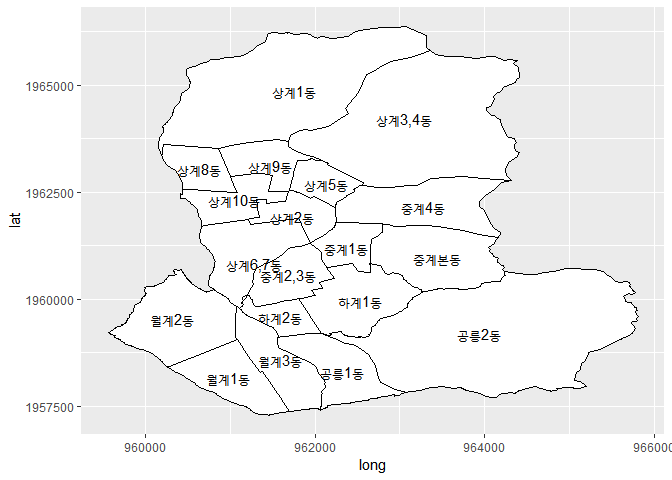 상계1동
1965000
상계3,4동
상계8동
상계9동
상계5동
1962500
상계10동
중계4동
상계2동
lat
중계1동
상계6,7동
중계본동
중계2,3동
1960000
하계1동
월계2동
하계2동
공릉2동
월계3동
월계1동
공릉1동
1957500
960000
962000
964000
966000
long